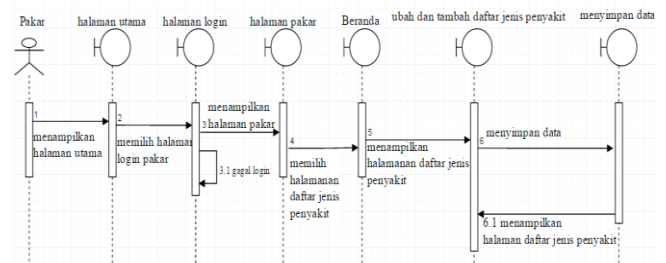 Pakar
halaman utama
halaman login
halaman pakar
Beranda
ubah dan tambah daftar jenis penyakit
menyimpan data
1
menampilkan
halaman utama
2
memilih halaman
login pakar
menampilkan
3 halaman pakar
3.1 gagal login
4
memilih
halamanan
daftar jenis
penyakit
5
menampilkan
halamanan daftar jenis
penyakit
6
menyimpan data
6.1 menampilkan
halaman daftar jenis penyakit